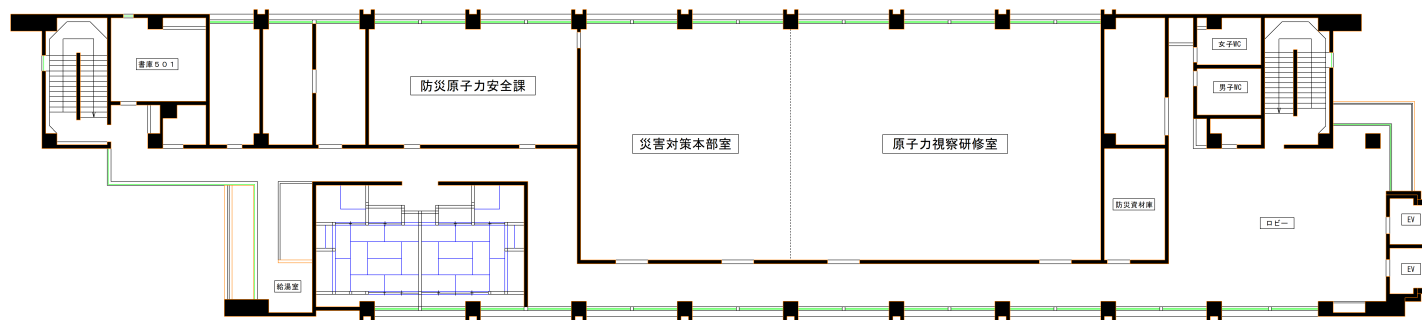 書庫501
防災原子力安全課
災害対策本部室
原子力視察研修室
女子WC
男子WC
防災資材庫
ロビー
EV
EV
給湯室